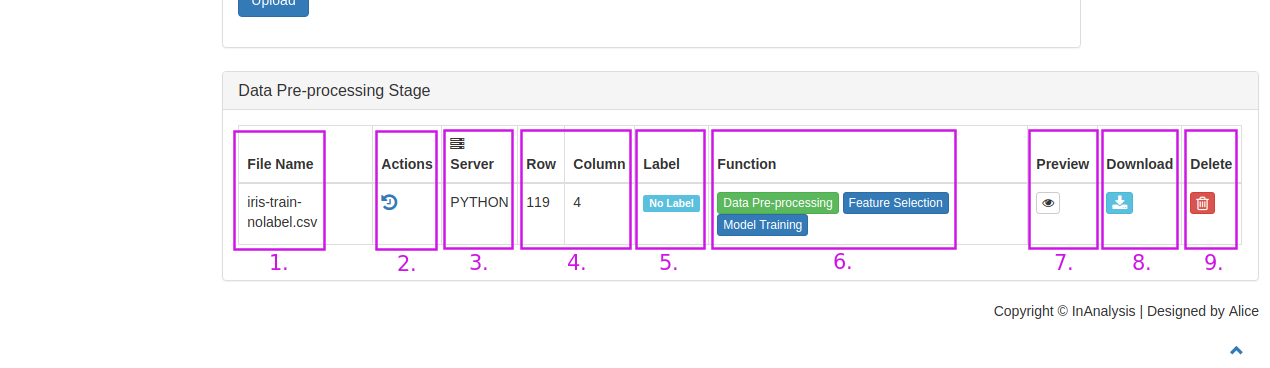 Upload
Data Pre-processing Stage
File Name Actions Server Row Column Label Function Preview Download Delete
iris-train- PYTHON 119 4 No Label Data Pre-processing Feature Selection
nolabel.csv Model Training
1. 2. 3. 4. 5. 6. 7. 8. 9.
Copyright © InAnalysis | Designed by Alice